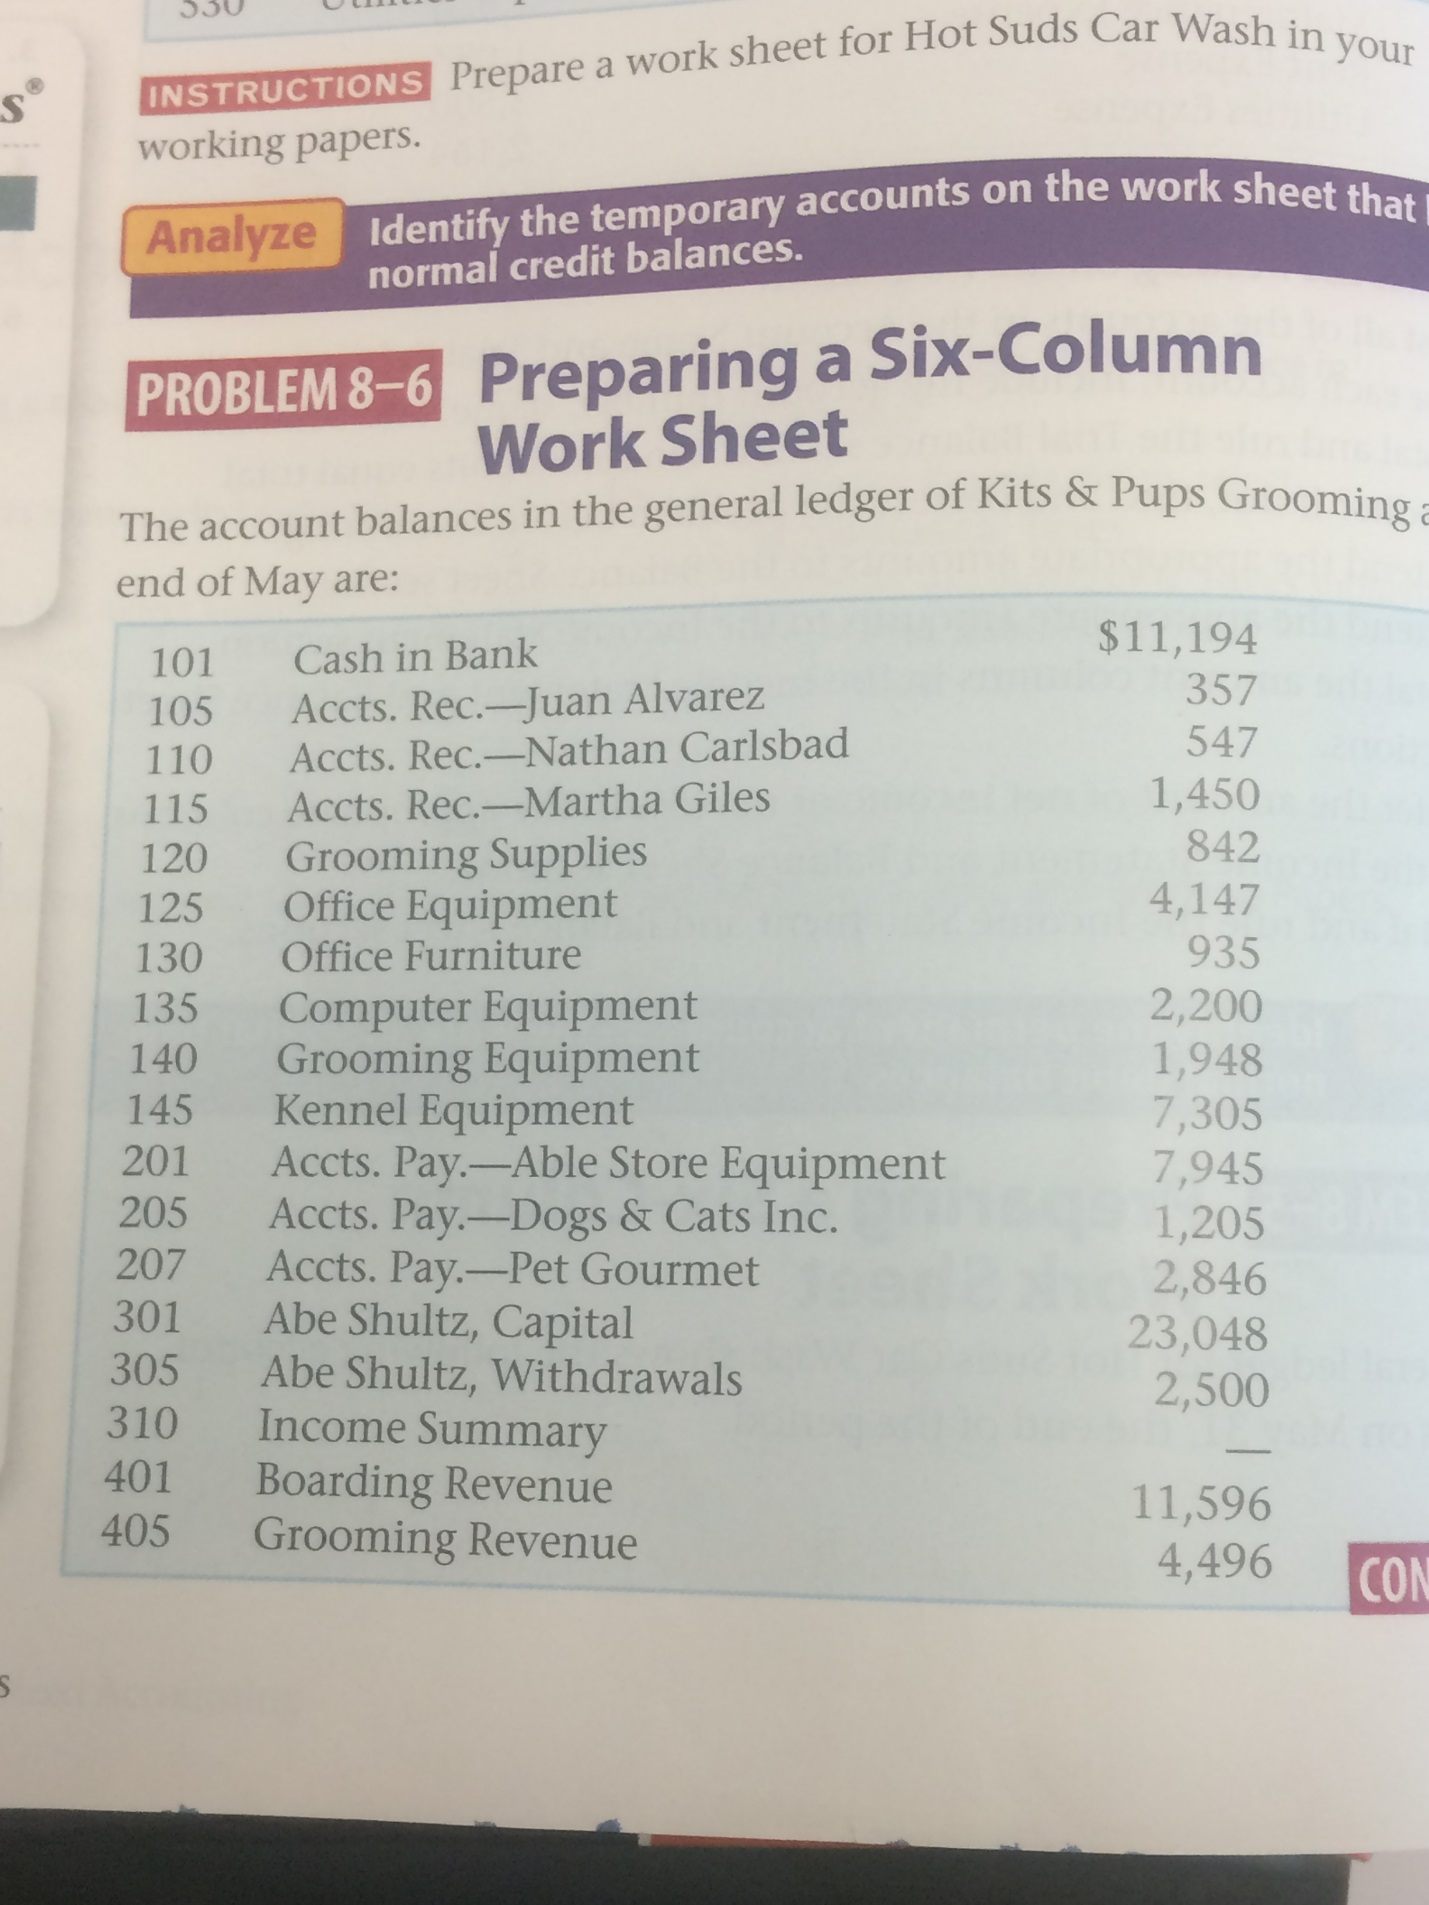 530
s®
INSTRUCTIONS Prepare a work sheet for Hot Suds Car Wash in your
working papers.
Analyze Identify the temporary accounts on the work sheet that
normal credit balances.
PROBLEM 8–6 Preparing a Six-Column
Work Sheet
The account balances in the general ledger of Kits & Pups Grooming a
end of May are:
101 Cash in Bank $11,194
105 Accts. Rec.—Juan Alvarez 357
110 Accts. Rec.—Nathan Carlsbad 547
115 Accts. Rec.—Martha Giles 1,450
120 Grooming Supplies 842
125 Office Equipment 4,147
130 Office Furniture 935
135 Computer Equipment 2,200
140 Grooming Equipment 1,948
145 Kennel Equipment 7,305
201 Accts. Pay.—Able Store Equipment 7,945
205 Accts. Pay.—Dogs & Cats Inc. 1,205
207 Accts. Pay.—Pet Gourmet 2,846
301 Abe Shultz, Capital 23,048
305 Abe Shultz, Withdrawals 2,500
310 Income Summary —
401 Boarding Revenue 11,596
405 Grooming Revenue 4,496
CON
s